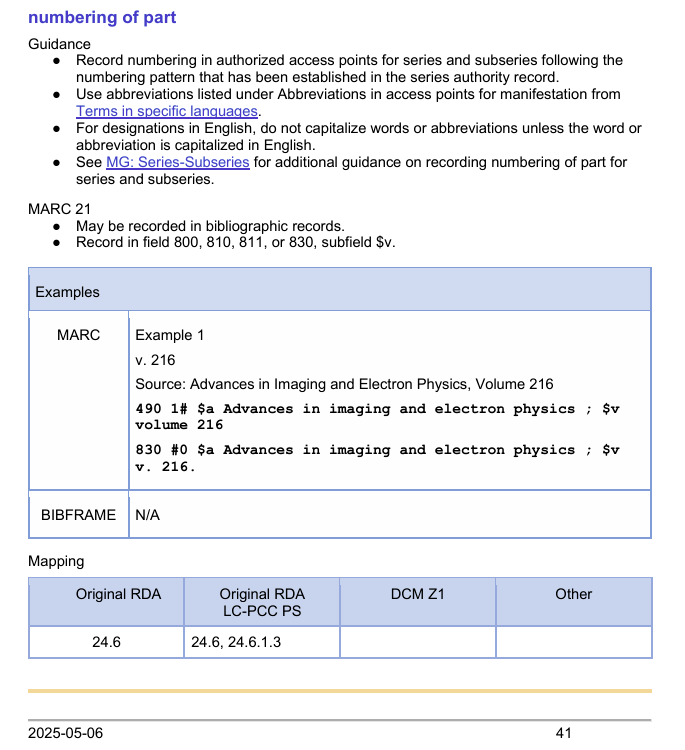 numbering of part
Guidance
● Record numbering in authorized access points for series and subseries following the
numbering pattern that has been established in the series authority record.
● Use abbreviations listed under Abbreviations in access points for manifestation from
Terms in specific languages.
● For designations in English, do not capitalize words or abbreviations unless the word or
abbreviation is capitalized in English.
● See MG: Series-Subseries for additional guidance on recording numbering of part for
series and subseries.
MARC 21
● May be recorded in bibliographic records.
● Record in field 800, 810, 811, or 830, subfield $v.
Examples
MARC
Example 1
v. 216
Source: Advances in Imaging and Electron Physics, Volume 216
490 1# $a Advances in imaging and electron physics ; $v
volume 216
830 #0 $a Advances in imaging and electron physics ; $v
v. 216.
BIBFRAME
N/A
Mapping
Original RDA
Original RDA
LC-PCC PS
DCM Z1
Other
24.6
24.6, 24.6.1.3
2025-05-06
41